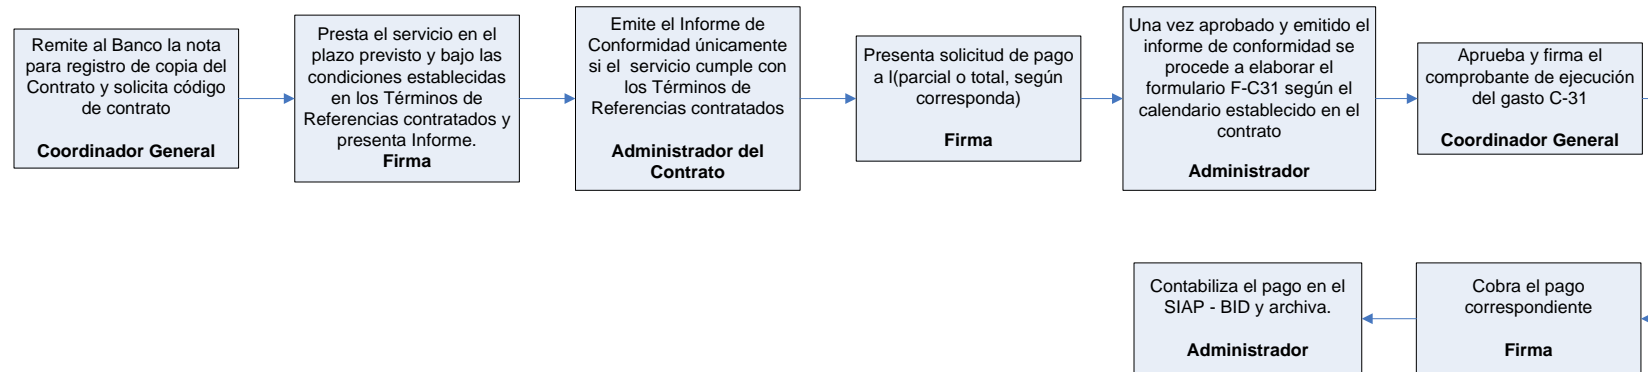 Remite al Banco la nota
para registro de copia del
Contrato y solicita código
de contrato
Coordinador General
Presta el servicio en el
plazo previsto y bajo las
condiciones establecidas
en los Términos de
Referencias contratados y
presenta Informe.
Firma
Emite el Informe de
Conformidad únicamente
si el  servicio cumple con
los Términos de
Referencias contratados
Administrador del
Contrato
Presenta solicitud de pago
a l(parcial o total, según
corresponda)
Firma
Una vez aprobado y emitido el
informe de conformidad se
procede a elaborar el
formulario F-C31 según el
calendario establecido en el
contrato
Administrador
Aprueba y firma el
comprobante de ejecución
del gasto C-31
Coordinador General
Contabiliza el pago en el
SIAP - BID y archiva.
Administrador
Cobra el pago
correspondiente
Firma